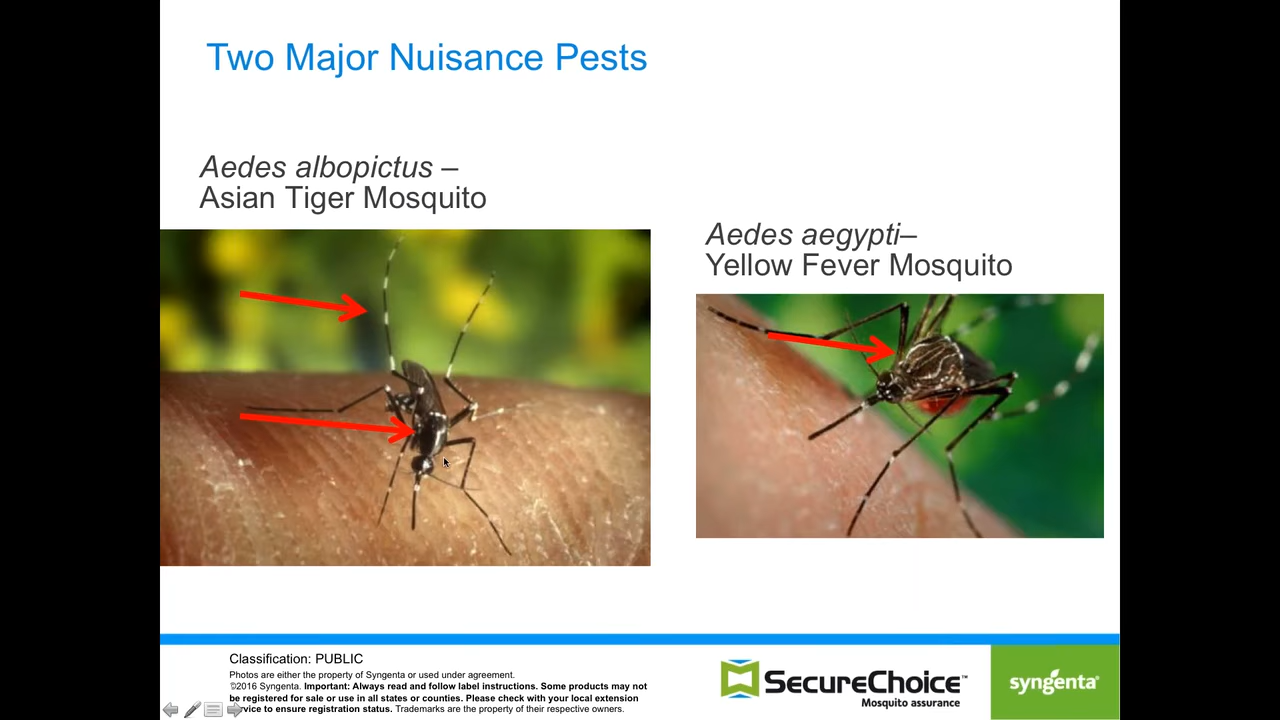 Two Major Nuisance Pests
Aedes albopictus –
Asian Tiger Mosquito
Aedes aegypti–
Yellow Fever Mosquito
Classification: PUBLIC
Photos are either the property of Syngenta or used under agreement.
©2016 Syngenta. Important: Always read and follow label instructions. Some products may not
be registered for sale or use in all states or counties. Please check with your local extension
rvice to ensure registration status. Trademarks are the property of their respective owners.
SecureChoice™
Mosquito assurance
syngenta®